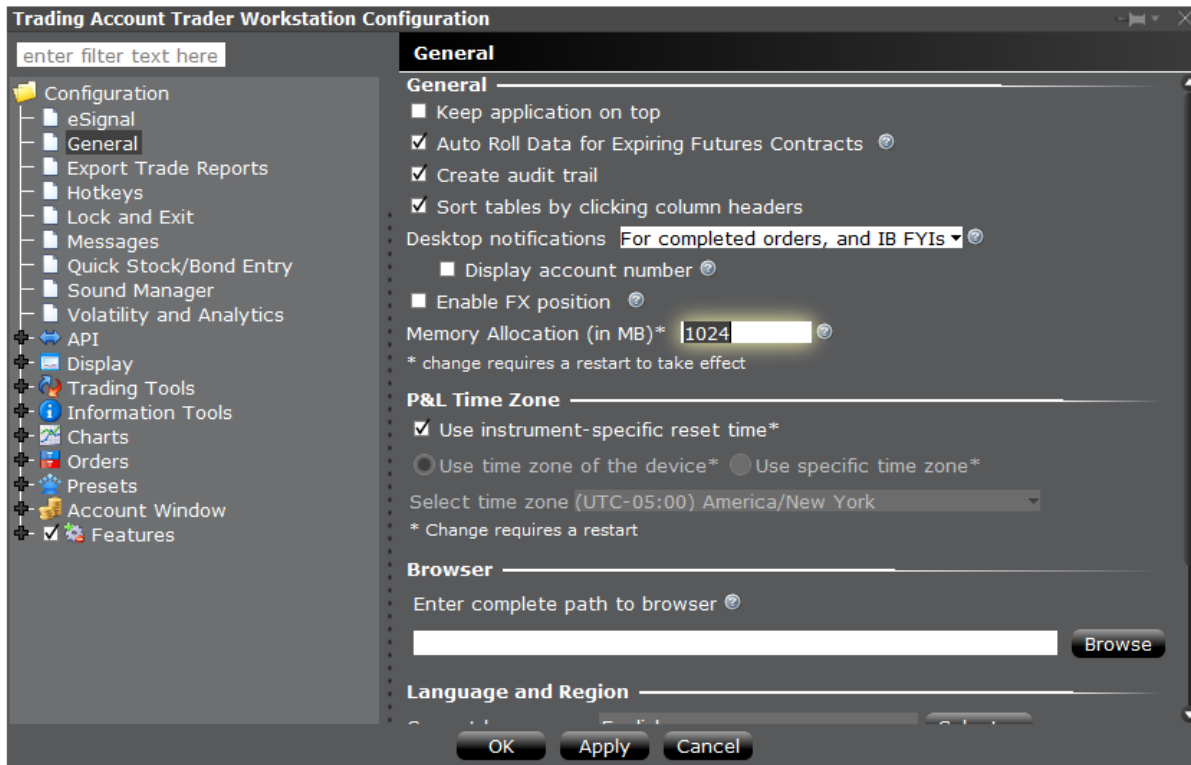 Trading Account Trader Workstation Configuration
enter filter text here
Configuration
eSignal
General
Export Trade Reports
Hotkeys
Lock and Exit
Messages
Quick Stock/Bond Entry
Sound Manager
Volatility and Analytics
API
Display
Trading Tools
Information Tools
Charts
Orders
Presets
Account Window
Features
General
General
Keep application on top
Auto Roll Data for Expiring Futures Contracts
Create audit trail
Sort tables by clicking column headers
Desktop notifications For completed orders, and IB FYIs
Display account number
Enable FX position
Memory Allocation (in MB)* 1024
* change requires a restart to take effect
P&L Time Zone
Use instrument-specific reset time*
Use time zone of the device* Use specific time zone*
Select time zone (UTC-05:00) America/New York
* Change requires a restart
Browser
Enter complete path to browser
Browse
Language and Region
OK Apply Cancel